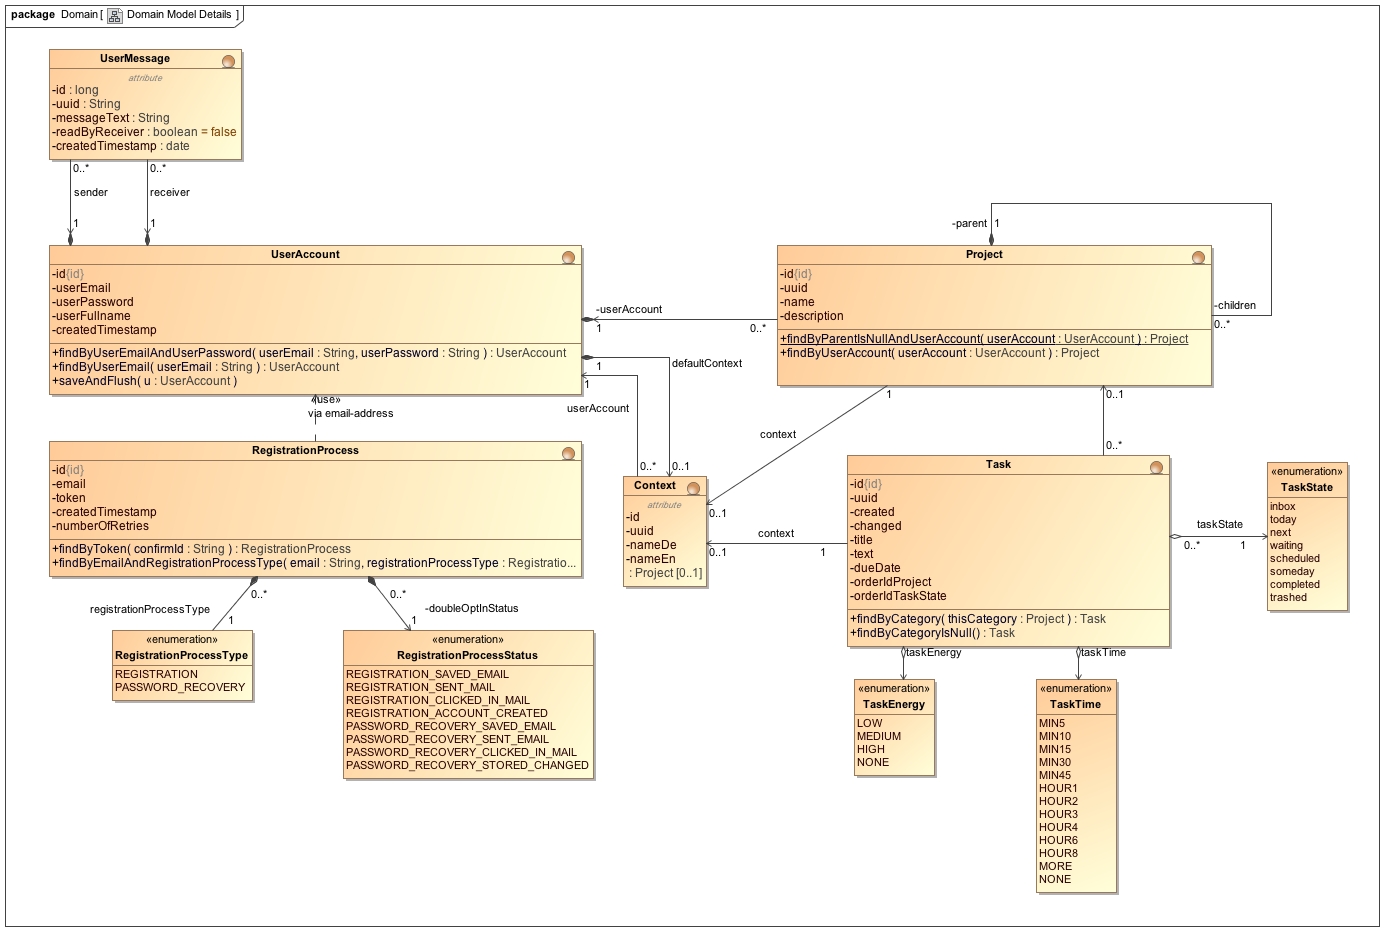 package Domain[ Domain Model Details ]
UserMessage
attribute
-id : long
-uuid : String
-messageText : String
-readByReceiver : boolean = false
-createdTimestamp : date
0..*
0..*
sender
receiver
1
1
UserAccount
-id{id}
-userEmail
-userPassword
-userFullname
-createdTimestamp
+findByUserEmailAndUserPassword( userEmail : String, userPassword : String ) : UserAccount
+findByUserEmail( userEmail : String ) : UserAccount
+saveAndFlush( u : UserAccount )
-userAccount
1
0..*
1
defaultContext
1
userAccount
0..*
0..1
-parent
1
Project
-id{id}
-uuid
-name
-description
+findByParentIsNullAndUserAccount( userAccount : UserAccount ) : Project
+findByUserAccount( userAccount : UserAccount ) : Project
-children
0..*
1
context
0..1
0..1
0..*
«use»
via email-address
RegistrationProcess
-id{id}
-email
-token
-createdTimestamp
-numberOfRetries
+findByToken( confirmId : String ) : RegistrationProcess
+findByEmailAndRegistrationProcessType( email : String, registrationProcessType : Registratio...
registrationProcessType
0..*
1
0..*
-doubleOptInStatus
1
«enumeration»
RegistrationProcessType
REGISTRATION
PASSWORD_RECOVERY
«enumeration»
RegistrationProcessStatus
REGISTRATION_SAVED_EMAIL
REGISTRATION_SENT_MAIL
REGISTRATION_CLICKED_IN_MAIL
REGISTRATION_ACCOUNT_CREATED
PASSWORD_RECOVERY_SAVED_EMAIL
PASSWORD_RECOVERY_SENT_EMAIL
PASSWORD_RECOVERY_CLICKED_IN_MAIL
PASSWORD_RECOVERY_STORED_CHANGED
Context
attribute
-id
-uuid
-nameDe
-nameEn
: Project [0..1]
context
0..1
1
Task
-id{id}
-uuid
-created
-changed
-title
-text
-dueDate
-orderIdProject
-orderIdTaskState
+findByCategory( thisCategory : Project ) : Task
+findByCategoryIsNull() : Task
taskState
0..*
1
«enumeration»
TaskState
inbox
today
next
waiting
scheduled
someday
completed
trashed
taskEnergy
taskTime
«enumeration»
TaskEnergy
LOW
MEDIUM
HIGH
NONE
«enumeration»
TaskTime
MIN5
MIN10
MIN15
MIN30
MIN45
HOUR1
HOUR2
HOUR3
HOUR4
HOUR6
HOUR8
MORE
NONE